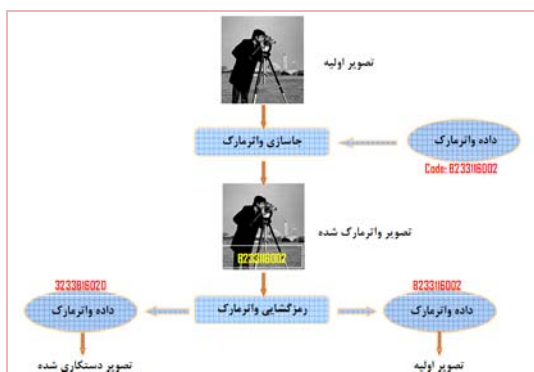 تصویر اولیه
جاسازی واترمارک
داده واترمارک
Code: 8233116002
تصویر واترمارک شده
8233116002
8233116002
3233816020
رمزگشایی واترمارک
داده واترمارک
داده واترمارک
تصویر اولیه
تصویر دستکاری شده